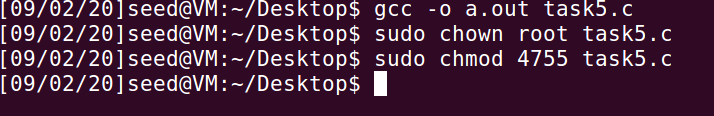 [09/02/20]seed@VM:~/Desktop$ gcc -o a.out task5.c
[09/02/20]seed@VM:~/Desktop$ sudo chown root task5.c
[09/02/20]seed@VM:~/Desktop$ sudo chmod 4755 task5.c
[09/02/20]seed@VM:~/Desktop$